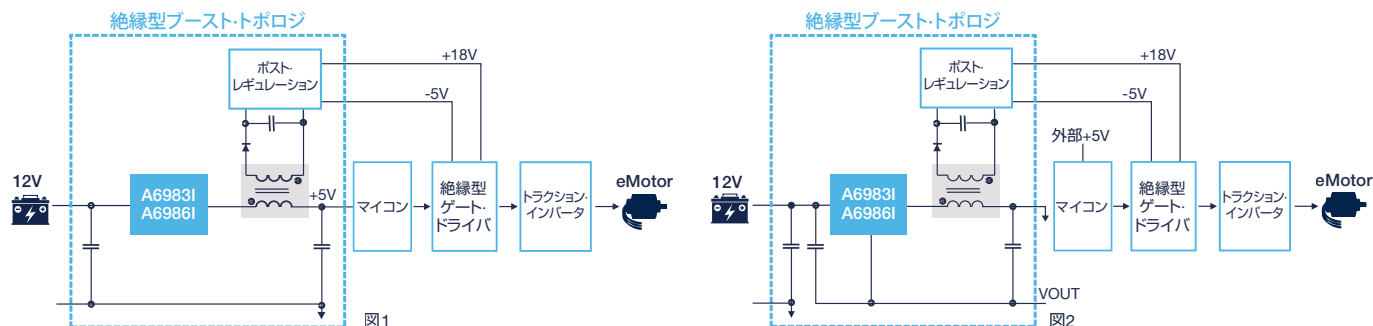 絶縁型ブースト・トポロジ
ポスト・
レギュレーション
+18V
-5V
12V
A6983I
A6986I
+5V
マイコン
絶縁型
ゲート・
ドライバ
トラクション・
インバータ
eMotor
図1
絶縁型ブースト・トポロジ
ポスト・
レギュレーション
+18V
-5V
外部+5V
12V
A6983I
A6986I
マイコン
絶縁型
ゲート・
ドライバ
トラクション・
インバータ
eMotor
VOUT
図2